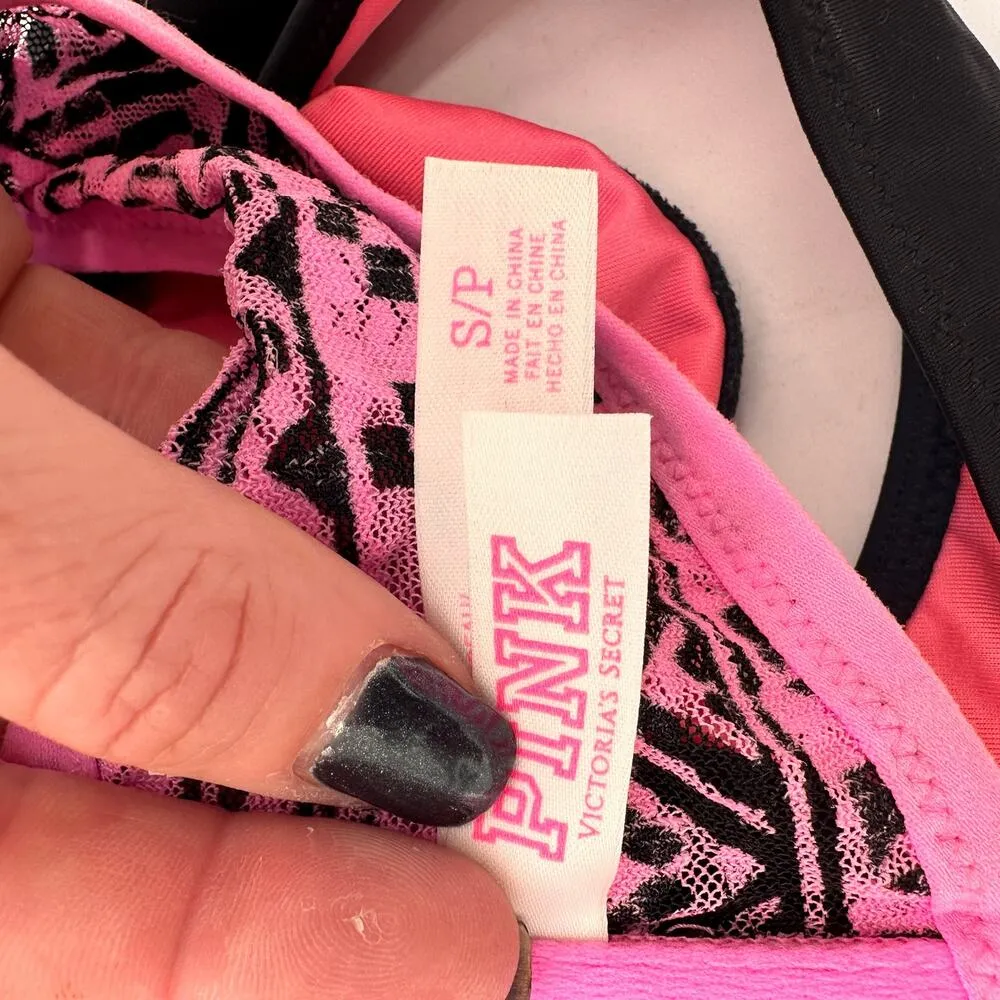 S/P
MADE IN CHINA
FAIT EN CHINE
HECHO EN CHINA
PINK
VICTORIA'S SECRET